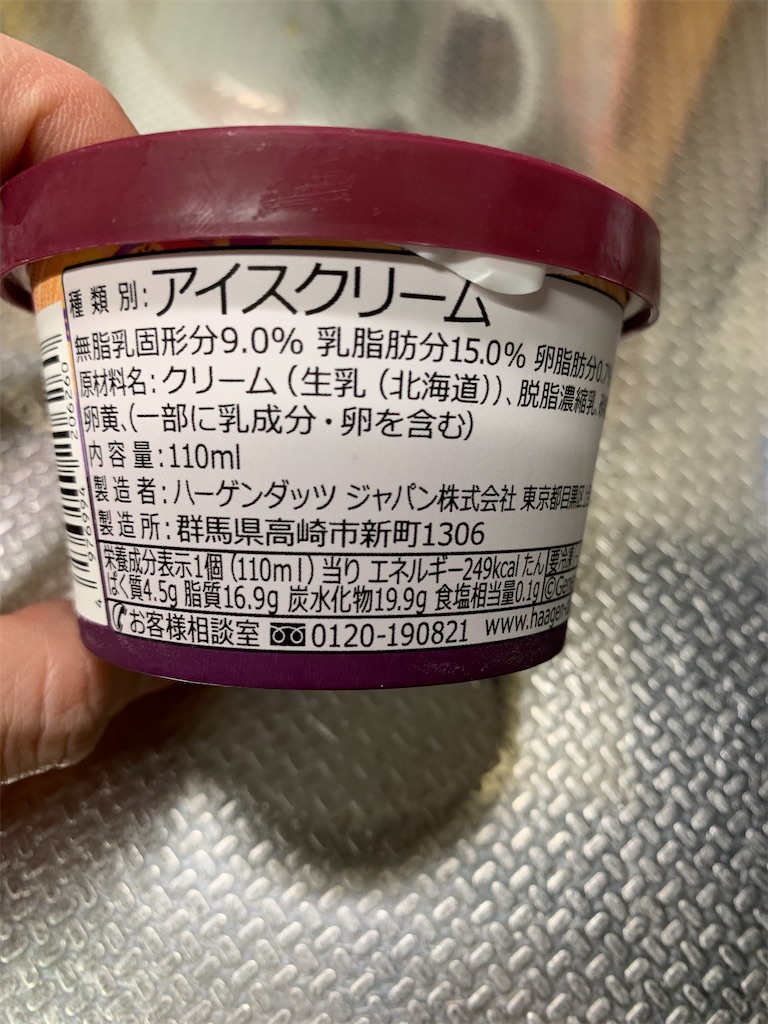 種類別:アイスクリーム
無脂乳固形分9.0% 乳脂肪分15.0% 卵脂肪分0.7
原材料名:クリーム(生乳(北海道))、脱脂濃縮乳、
卵黄、(一部に乳成分・卵を含む)
内容量:110ml
製造者:ハーゲンダッツ ジャパン株式会社 東京都目黒区
製造所:群馬県高崎市新町1306
栄養成分表示1個(110ml)当り エネルギー249kcal たん
ぱく質4.5g 脂質16.9g 炭水化物19.9g 食塩相当量0.1g
要冷凍
©Gene
お客様相談室 0120-190821 www.haagen-